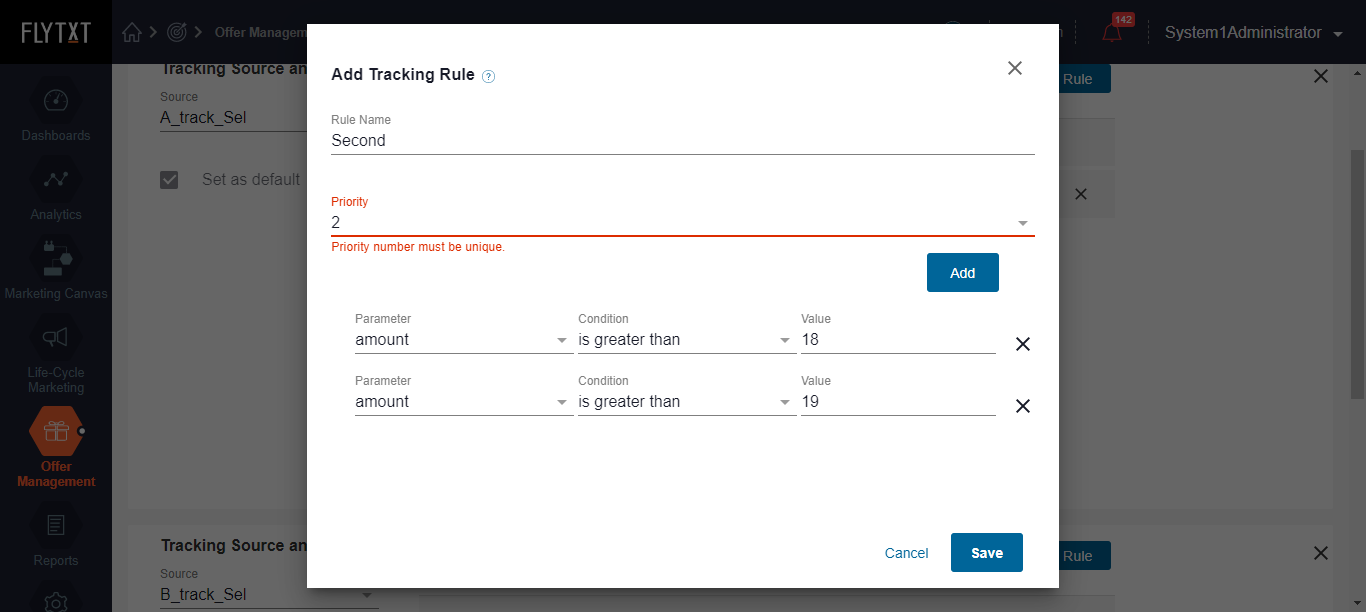 FLYTXT
Offer Managem
142
System1Administrator
Dashboards
Analytics
Marketing Canvas
Life-Cycle
Marketing
Offer
Management
Reports
Tracking Source an
Source
A_track_Sel
Set as default
Rule
Add Tracking Rule ?
Rule Name
Second
Priority
2
Priority number must be unique.
Add
Parameter Condition Value
amount is greater than 18
Parameter Condition Value
amount is greater than 19
Cancel Save
Tracking Source an
Rule
Source
B_track_Sel